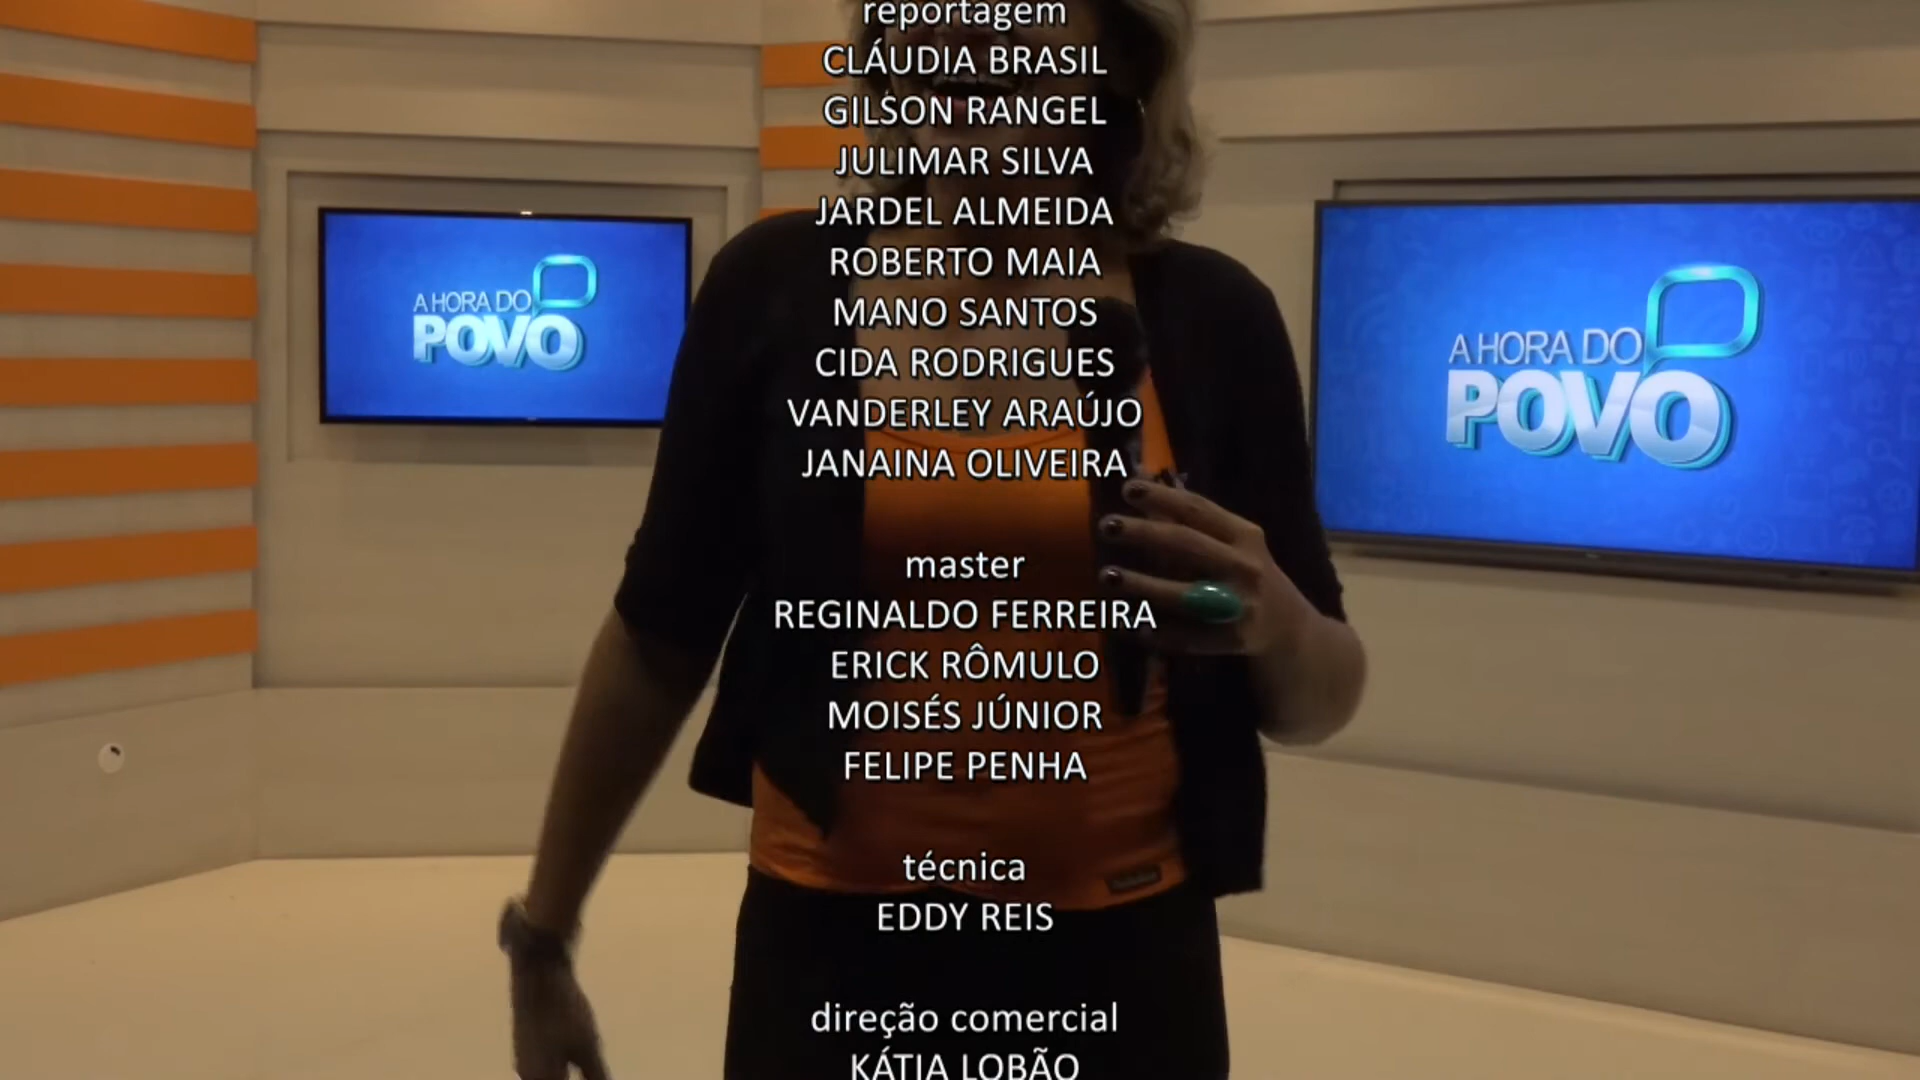 reportagem
CLÁUDIA BRASIL
GILSON RANGEL
JULIMAR SILVA
JARDEL ALMEIDA
ROBERTO MAIA
MANO SANTOS
CIDA RODRIGUES
VANDERLEY ARAÚJO
JANAINA OLIVEIRA
master
REGINALDO FERREIRA
ERICK RÔMULO
MOISÉS JÚNIOR
FELIPE PENHA
técnica
EDDY REIS
direção comercial
KÁTIA LOBÃO
A HORA DO
POVO
A HORA DO
POVO